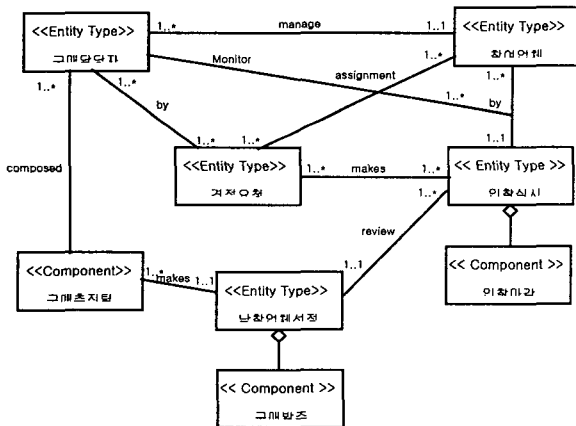 manage
<<Entity Type>>
구매담당자
1..*
1..1
<<Entity Type>>
참여업체
1..*
Monitor
1..*
1..*
assignment
1..*
by
1..*
by
1..*
1..*
1..1
composed
<<Entity Type>>
견적요청
1..*
makes
1..*
<< Entity Type >>
입찰실시
1..*
review
<<Component>>
구매추진팀
1..*
makes
1..1
1..1
<<Entity Type>>
낙찰업체선정
<< Component >>
입찰마감
<< Component >>
구매발주